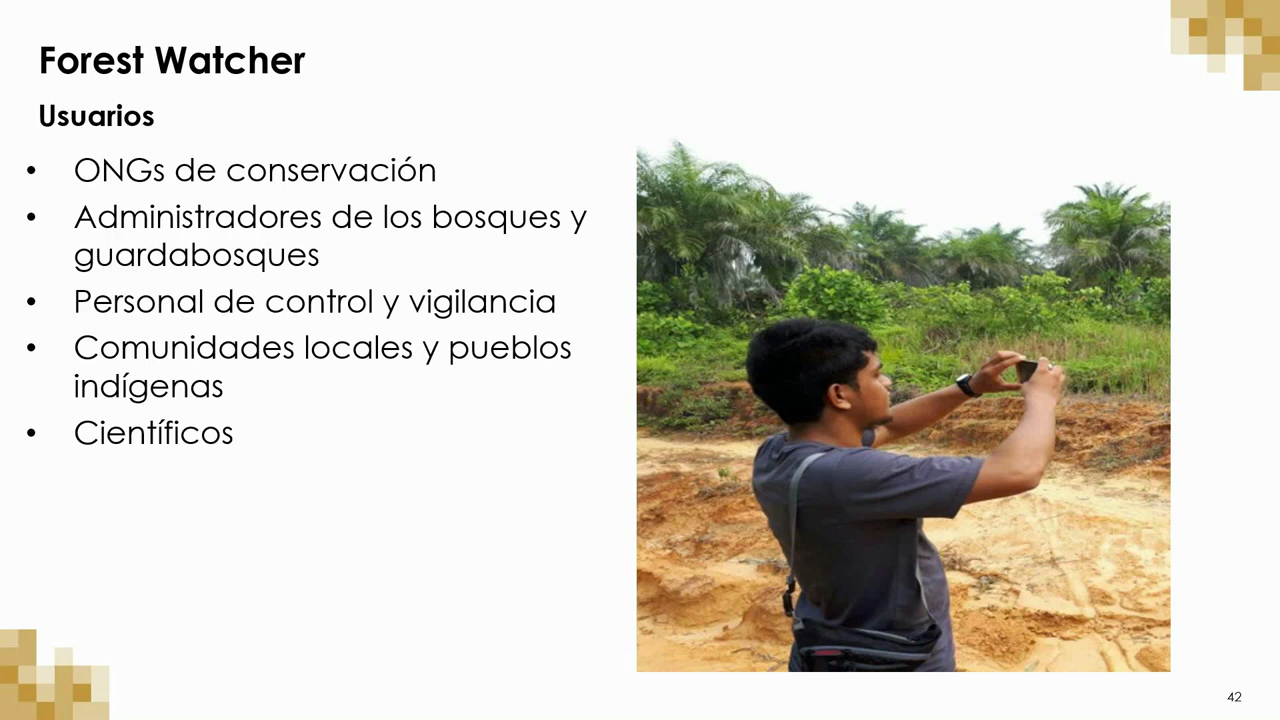 Forest Watcher
Usuarios
• ONGs de conservación
• Administradores de los bosques y
guardabosques
• Personal de control y vigilancia
• Comunidades locales y pueblos
indígenas
• Científicos
42